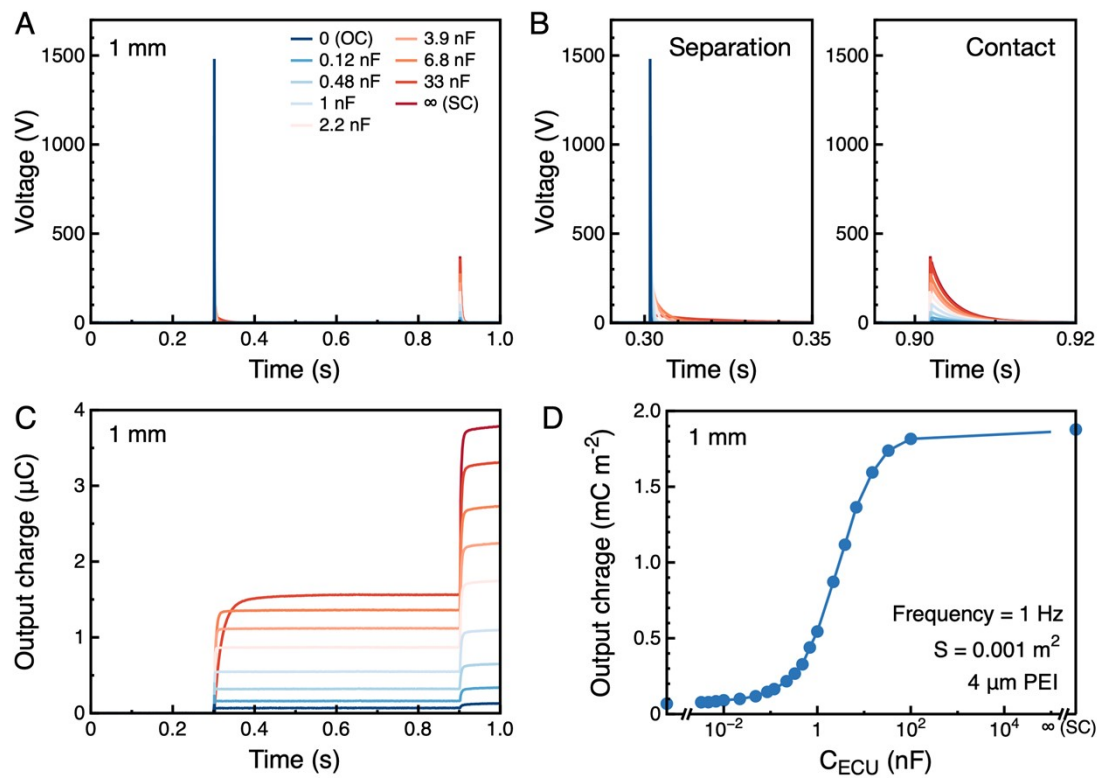 A
1 mm
0 (OC)
0.12 nF
0.48 nF
1 nF
2.2 nF
3.9 nF
6.8 nF
33 nF
∞ (SC)
1500
1000
500
0
Voltage (V)
0 0.2 0.4 0.6 0.8 1.0
Time (s)
B
Separation
1500
1000
500
0
Voltage (V)
0.30 0.35
Time (s)
Contact
1500
1000
500
0
0.90 0.92
Time (s)
C
1 mm
4
3
2
1
0
Output charge (μC)
0 0.2 0.4 0.6 0.8 1.0
Time (s)
D
1 mm
2.0
1.5
1.0
0.5
0
Output chrage (mC m⁻²)
Frequency = 1 Hz
S = 0.001 m²
4 μm PEI
10⁻² 1 10² 10⁴ ∞ (SC)
C_ECU (nF)